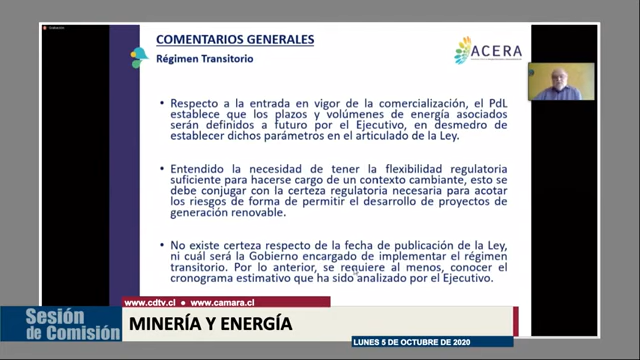 COMENTARIOS GENERALES
Régimen Transitorio
ACERA
• Respecto a la entrada en vigor de la comercialización, el PdL
establece que los plazos y volúmenes de energía asociados
serán definidos a futuro por el Ejecutivo, en desmedro de
establecer dichos parámetros en el articulado de la Ley.
• Entendido la necesidad de tener la flexibilidad regulatoria
suficiente para hacerse cargo de un contexto cambiante, esto se
debe conjugar con la certeza regulatoria necesaria para acotar
los riesgos de forma de permitir el desarrollo de proyectos de
generación renovable.
• No existe certeza respecto de la fecha de publicación de la Ley,
ni cuál será la Gobierno encargado de implementar el régimen
transitorio. Por lo anterior, se requiere al menos, conocer el
cronograma estimativo que ha sido analizado por el Ejecutivo.
www.cdtv.cl • www.camara.cl
Sesión
de Comisión
MINERÍA Y ENERGÍA
LUNES 5 DE OCTUBRE DE 2020